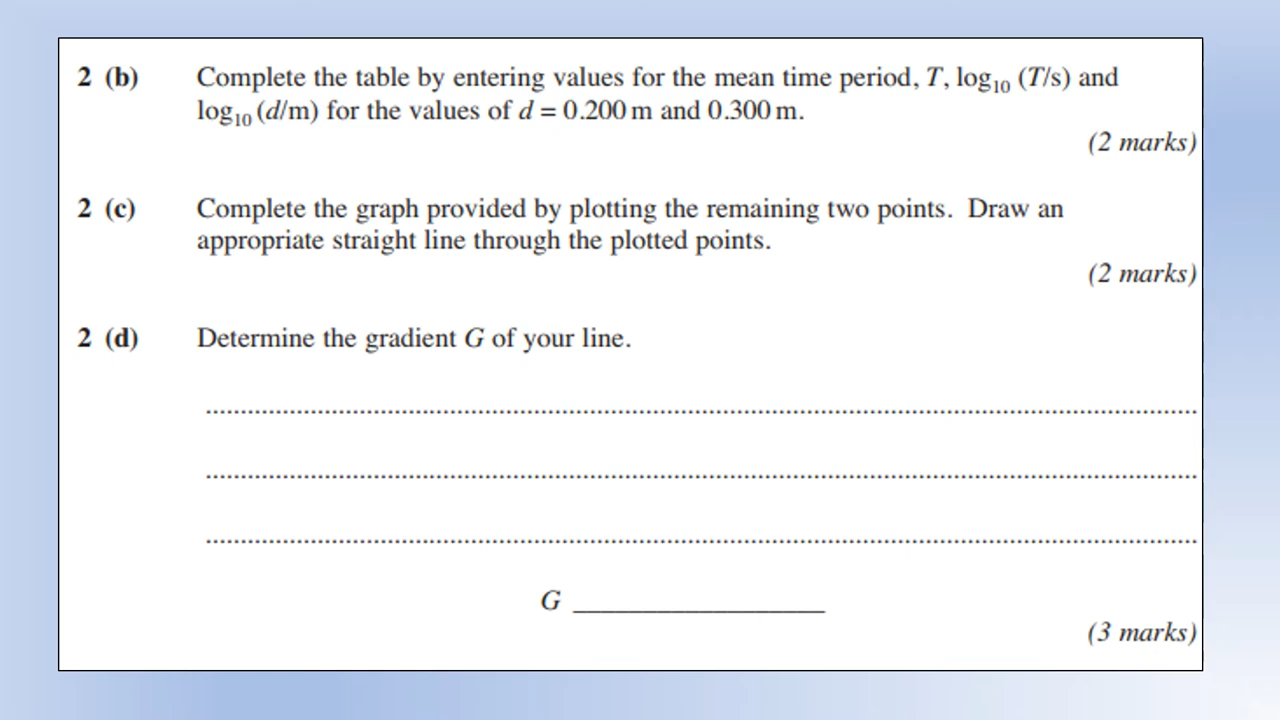 2 (b) Complete the table by entering values for the mean time period, T, log₁₀ (T/s) and
log₁₀ (d/m) for the values of d = 0.200 m and 0.300 m.
(2 marks)
2 (c) Complete the graph provided by plotting the remaining two points. Draw an
appropriate straight line through the plotted points.
(2 marks)
2 (d) Determine the gradient G of your line.
................................................................................
................................................................................
................................................................................
G __________________
(3 marks)